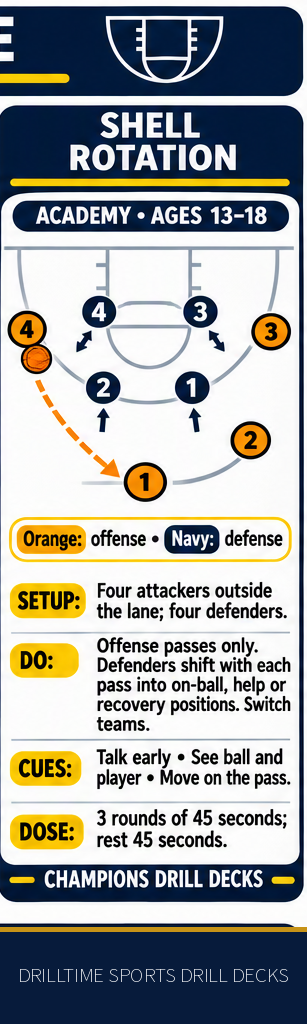 E
SHELL
ROTATION
ACADEMY • AGES 13–18
4 3
4 3
2 1
2
1
Orange: offense • Navy: defense
SETUP: Four attackers outside
the lane; four defenders.
DO: Offense passes only.
Defenders shift with each
pass into on-ball, help or
recovery positions. Switch
teams.
CUES: Talk early • See ball and
player • Move on the pass.
DOSE: 3 rounds of 45 seconds;
rest 45 seconds.
CHAMPIONS DRILL DECKS
DRILLTIME SPORTS DRILL DECKS